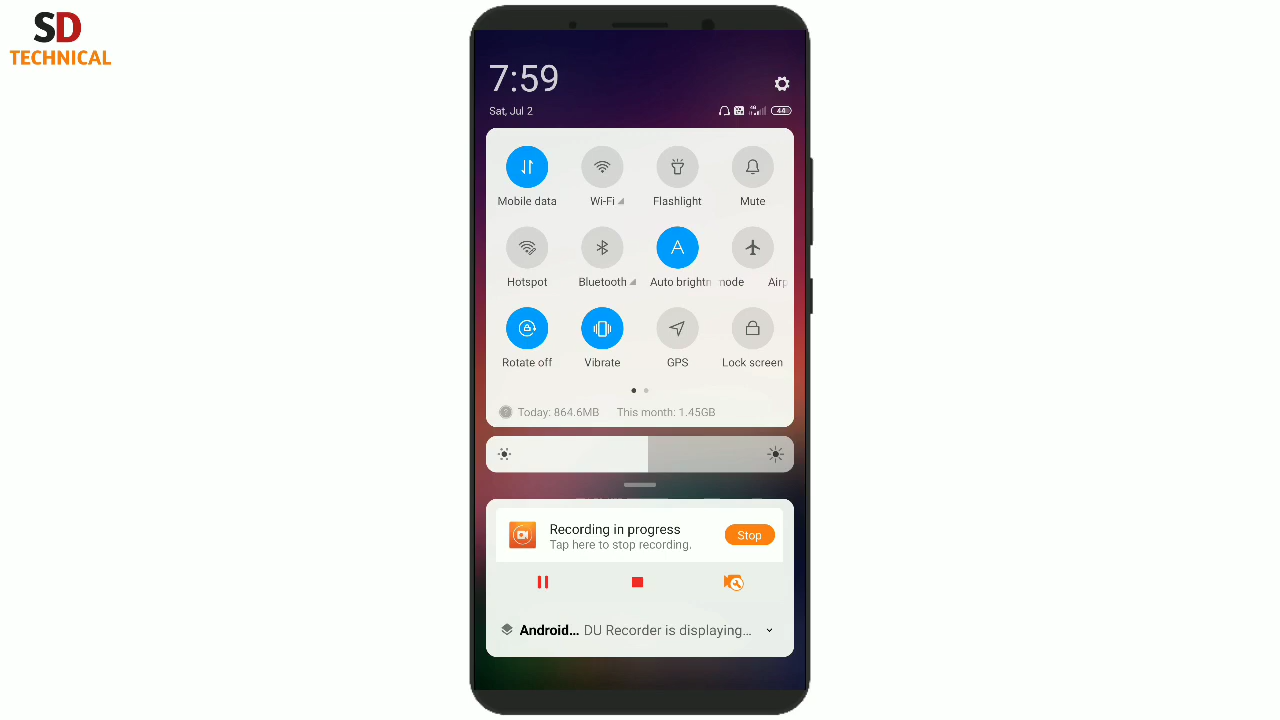 SD
TECHNICAL
7:59
Sat, Jul 2
4G
44
Mobile data
Wi-Fi
Flashlight
Mute
Hotspot
Bluetooth
A
Auto brightn
mode
Airp
Rotate off
Vibrate
GPS
Lock screen
Today: 864.6MB
This month: 1.45GB
Recording in progress
Tap here to stop recording.
Stop
Android... DU Recorder is displaying...